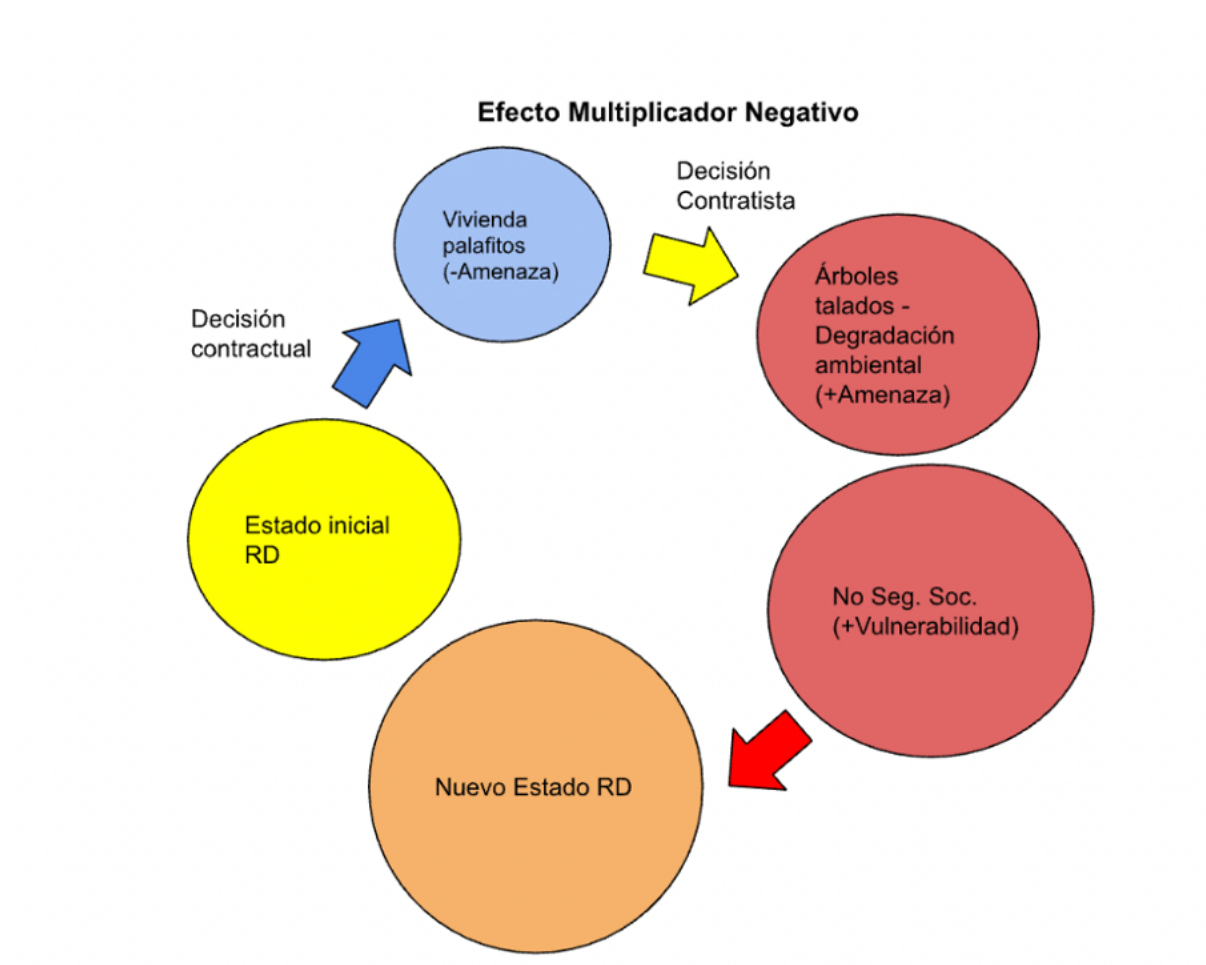 Efecto Multiplicador Negativo
Decisión
contractual
Vivienda
palafitos
(-Amenaza)
Decisión
Contratista
Árboles
talados -
Degradación
ambiental
(+Amenaza)
No Seg. Soc.
(+Vulnerabilidad)
Estado inicial
RD
Nuevo Estado RD